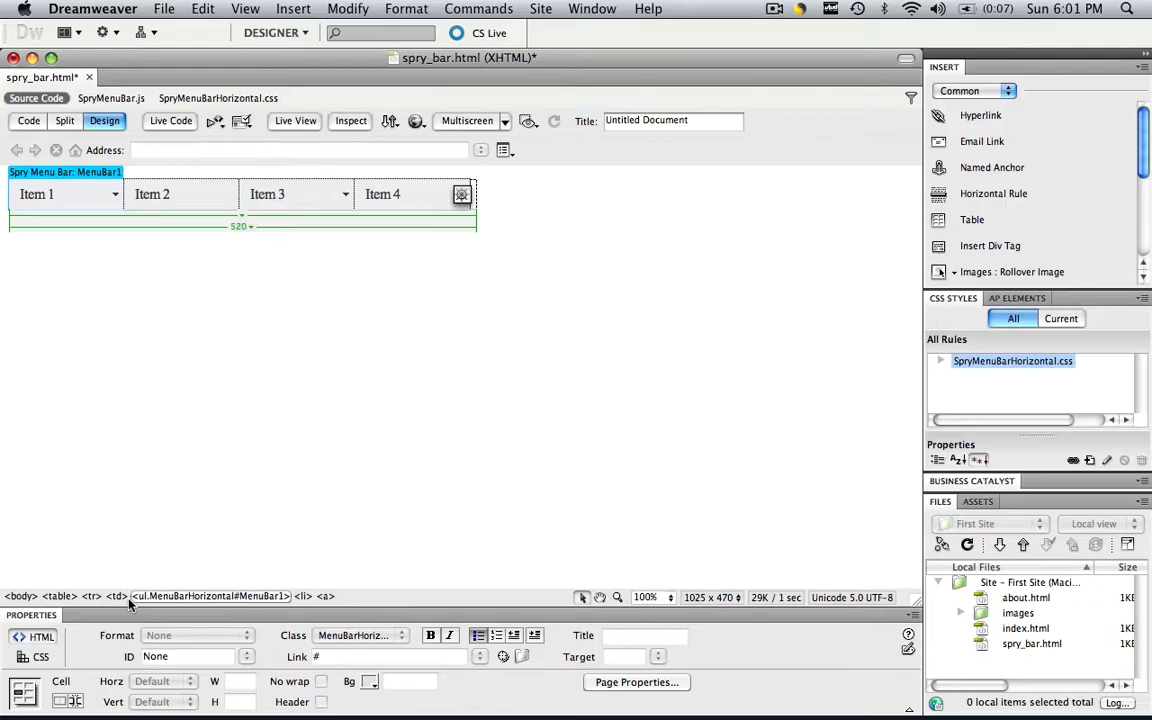 Dreamweaver File Edit View Insert Modify Format Commands Site Window Help (0:07) Sun 6:01 PM
Dw DESIGNER CS Live
spry_bar.html (XHTML)*
spry_bar.html*
Source Code SpryMenuBar.js SpryMenuBarHorizontal.css
Code Split Design Live Code Live View Inspect Multiscreen Title: Untitled Document
Address:
Spry Menu Bar: MenuBar1
Item 1 Item 2 Item 3 Item 4
520
INSERT
Common
Hyperlink
Email Link
Named Anchor
Horizontal Rule
Table
Insert Div Tag
Images : Rollover Image
CSS STYLES AP ELEMENTS
All Current
All Rules
SpryMenuBarHorizontal.css
Properties
BUSINESS CATALYST
FILES ASSETS
First Site Local view
Local Files Size
Site - First Site (Maci...
about.html 1KE
images
index.html 1KE
spry_bar.html 1KE
0 local items selected total Log...
<body> <table> <tr> <td> <ul.MenuBarHorizontal#MenuBar1> <li> <a> 100% 1025 x 470 29K / 1 sec Unicode 5.0 UTF-8
PROPERTIES
HTML Format None Class MenuBarHoriz... B I Title
CSS ID None Link # Target
Cell Horz Default W No wrap Bg Page Properties...
Vert Default H Header